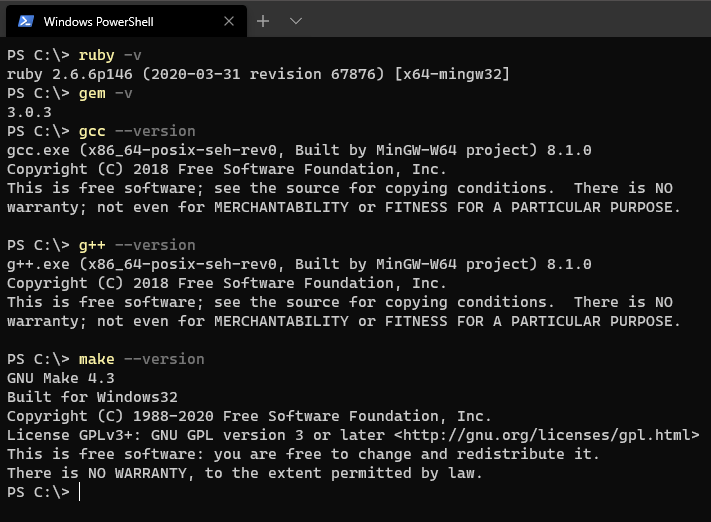 Windows PowerShell
PS C:\> ruby -v
ruby 2.6.6p146 (2020-03-31 revision 67876) [x64-mingw32]
PS C:\> gem -v
3.0.3
PS C:\> gcc --version
gcc.exe (x86_64-posix-seh-rev0, Built by MinGW-W64 project) 8.1.0
Copyright (C) 2018 Free Software Foundation, Inc.
This is free software; see the source for copying conditions.  There is NO
warranty; not even for MERCHANTABILITY or FITNESS FOR A PARTICULAR PURPOSE.
PS C:\> g++ --version
g++.exe (x86_64-posix-seh-rev0, Built by MinGW-W64 project) 8.1.0
Copyright (C) 2018 Free Software Foundation, Inc.
This is free software; see the source for copying conditions.  There is NO
warranty; not even for MERCHANTABILITY or FITNESS FOR A PARTICULAR PURPOSE.
PS C:\> make --version
GNU Make 4.3
Built for Windows32
Copyright (C) 1988-2020 Free Software Foundation, Inc.
License GPLv3+: GNU GPL version 3 or later <http://gnu.org/licenses/gpl.html>
This is free software: you are free to change and redistribute it.
There is NO WARRANTY, to the extent permitted by law.
PS C:\>